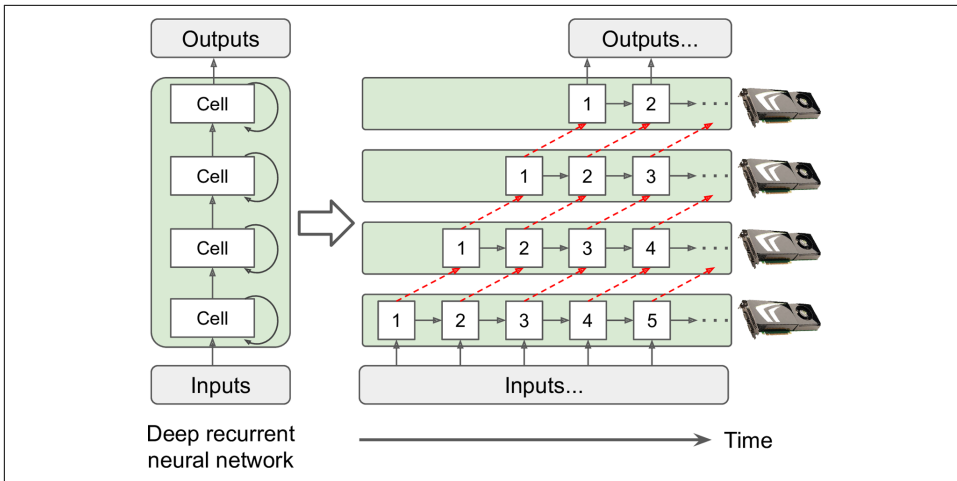 Outputs
Cell
Cell
Cell
Cell
Inputs
Deep recurrent
neural network
Outputs...
1 2 ...
1 2 3 ...
1 2 3 4 ...
1 2 3 4 5 ...
Inputs...
Time